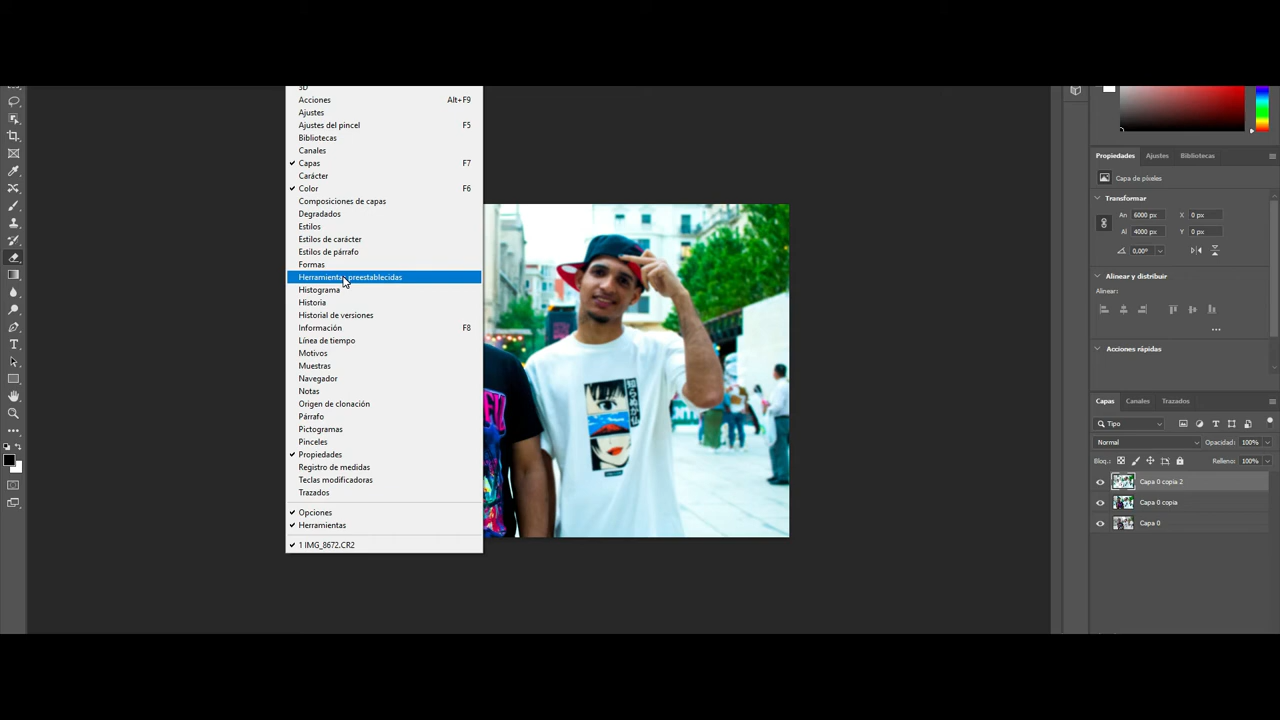 3D
Acciones Alt+F9
Ajustes
Ajustes del pincel F5
Bibliotecas
Canales
Capas F7
Carácter
Color F6
Composiciones de capas
Degradados
Estilos
Estilos de carácter
Estilos de párrafo
Formas
Herramientas preestablecidas
Histograma
Historia
Historial de versiones
Información F8
Línea de tiempo
Motivos
Muestras
Navegador
Notas
Origen de clonación
Párrafo
Pictogramas
Pinceles
Propiedades
Registro de medidas
Teclas modificadoras
Trazados
Opciones
Herramientas
1 IMG_8672.CR2
Propiedades Ajustes Bibliotecas
Capa de píxeles
Transformar
An 6000 px X 0 px
Al 4000 px Y 0 px
0,00°
Alinear y distribuir
Alinear:
Acciones rápidas
Capas Canales Trazados
Tipo
Normal Opacidad: 100%
Bloq.: Relleno: 100%
Capa 0 copia 2
Capa 0 copia
Capa 0